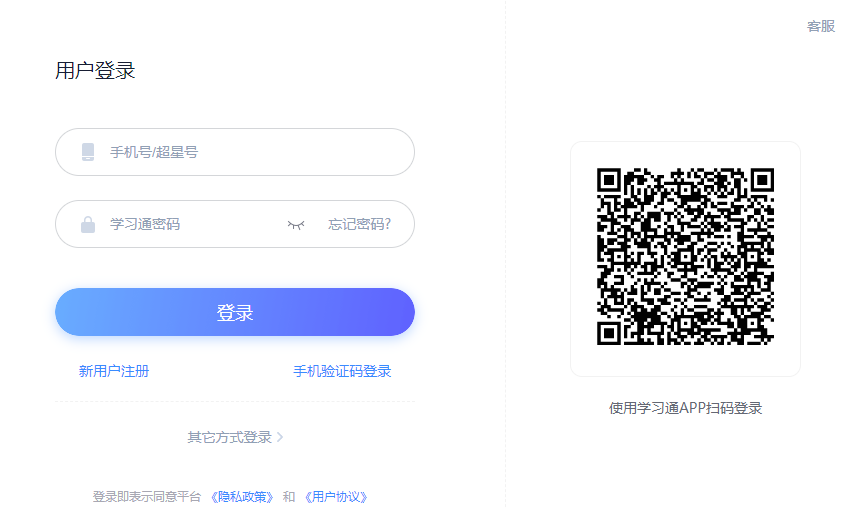 客服
用户登录
手机号/超星号
学习通密码 忘记密码?
登录
新用户注册 手机验证码登录
其它方式登录
登录即表示同意平台 《隐私政策》 和 《用户协议》
使用学习通APP扫码登录